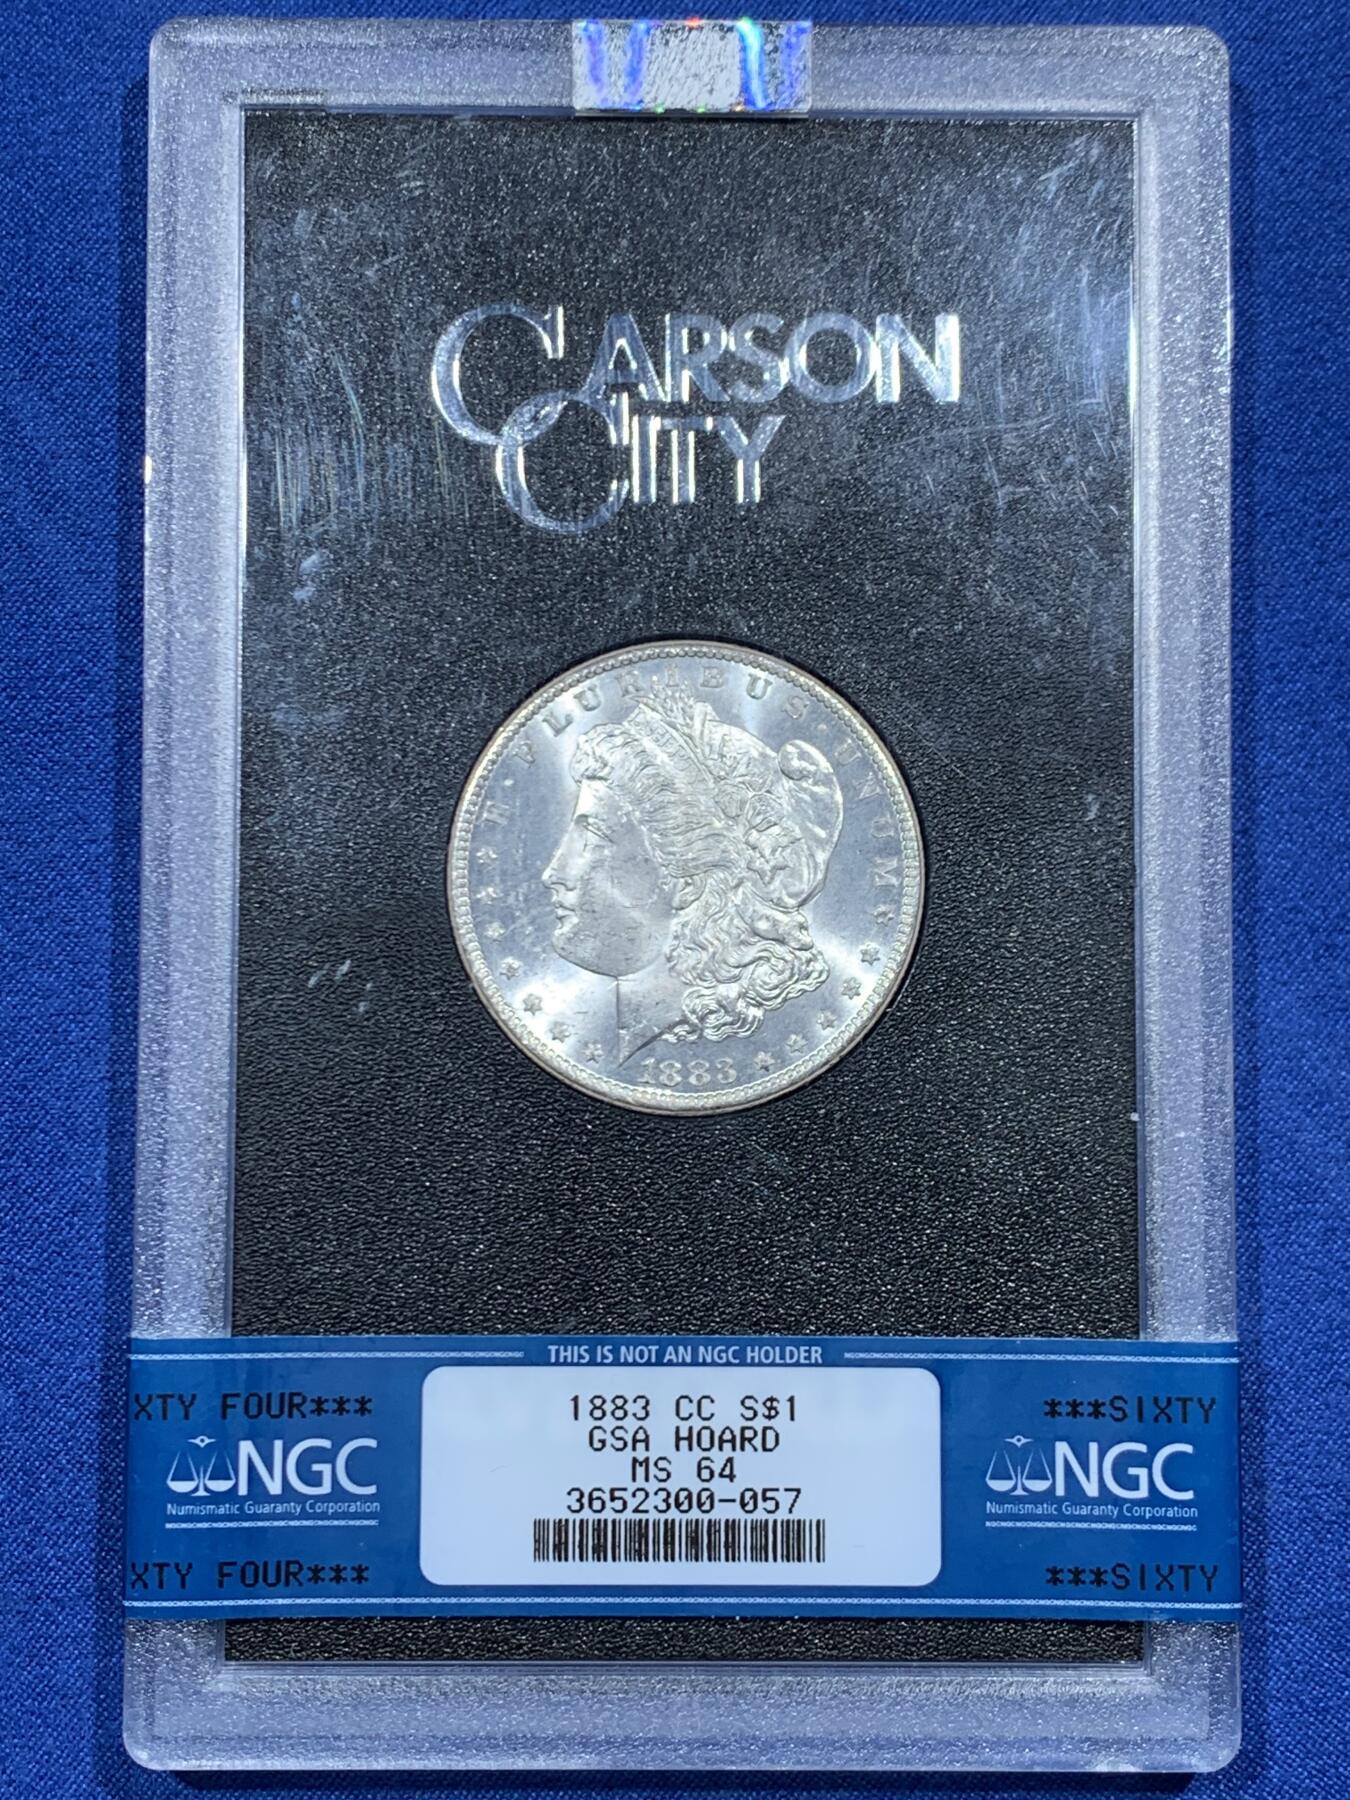 CARSON
CITY
E · PLURIBUS · UNUM
1883
THIS IS NOT AN NGC HOLDER
XTY FOUR*** 1883 CC S$1 ***SIXTY
GSA HOARD
NGC MS 64 NGC
Numismatic Guaranty Corporation 3652300-057 Numismatic Guaranty Corporation
XTY FOUR*** ***SIXTY